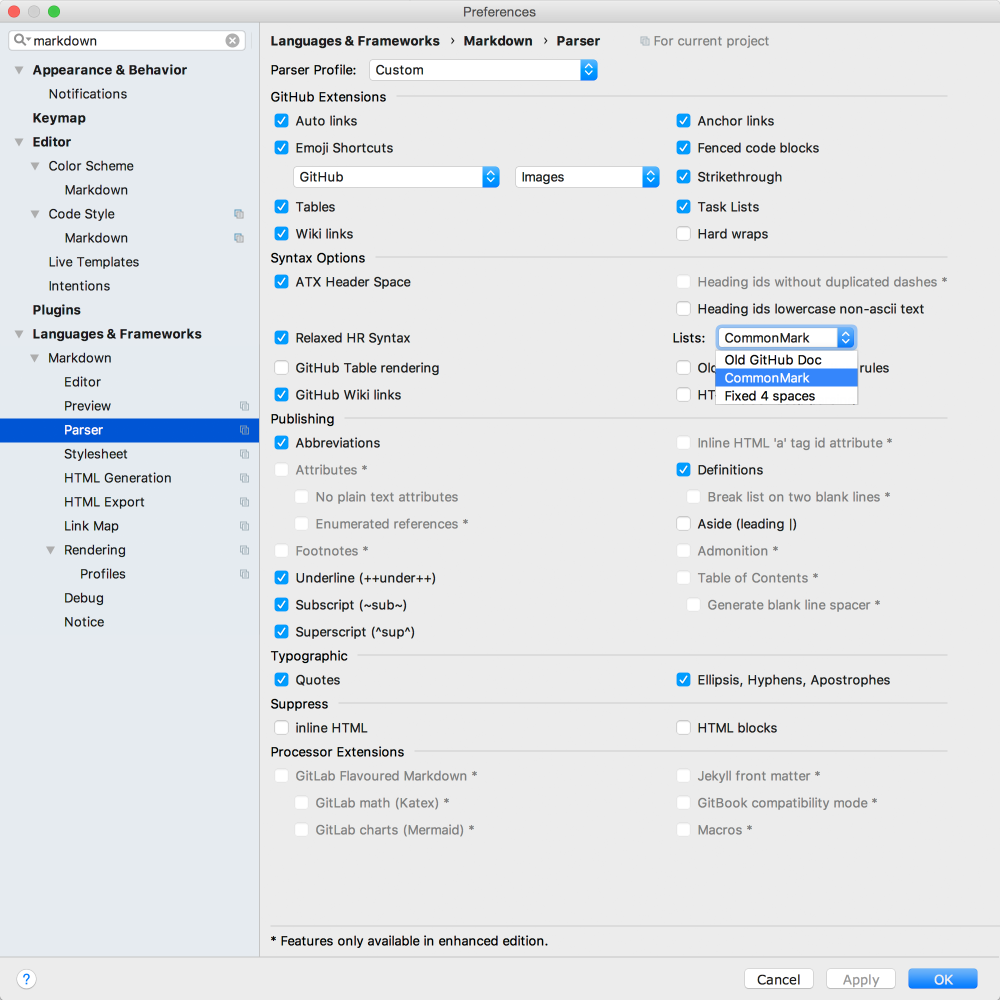 Preferences
markdown
Appearance & Behavior
Notifications
Keymap
Editor
Color Scheme
Markdown
Code Style
Markdown
Live Templates
Intentions
Plugins
Languages & Frameworks
Markdown
Editor
Preview
Parser
Stylesheet
HTML Generation
HTML Export
Link Map
Rendering
Profiles
Debug
Notice
Languages & Frameworks › Markdown › Parser For current project
Parser Profile: Custom
GitHub Extensions
Auto links Anchor links
Emoji Shortcuts Fenced code blocks
GitHub Images Strikethrough
Tables Task Lists
Wiki links Hard wraps
Syntax Options
ATX Header Space Heading ids without duplicated dashes *
Heading ids lowercase non-ascii text
Relaxed HR Syntax Lists: CommonMark
Old GitHub Doc
CommonMark
Fixed 4 spaces
GitHub Table rendering rules
GitHub Wiki links
Publishing
Abbreviations Inline HTML 'a' tag id attribute *
Attributes * Definitions
No plain text attributes Break list on two blank lines *
Enumerated references * Aside (leading |)
Footnotes * Admonition *
Underline (++under++) Table of Contents *
Subscript (~sub~) Generate blank line spacer *
Superscript (^sup^)
Typographic
Quotes Ellipsis, Hyphens, Apostrophes
Suppress
inline HTML HTML blocks
Processor Extensions
GitLab Flavoured Markdown * Jekyll front matter *
GitLab math (Katex) * GitBook compatibility mode *
GitLab charts (Mermaid) * Macros *
* Features only available in enhanced edition.
? Cancel Apply OK